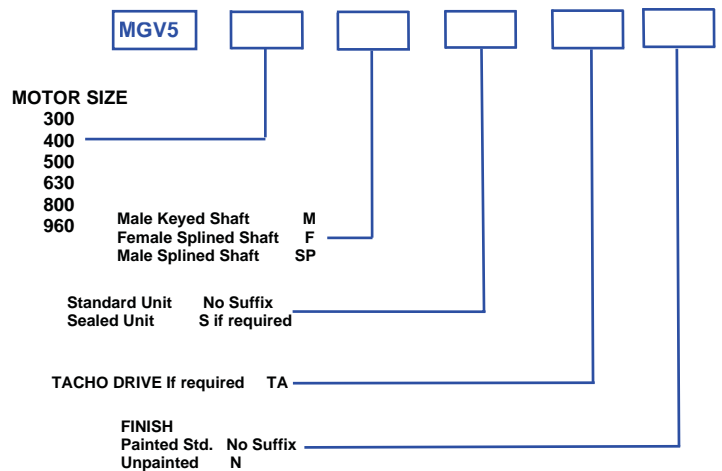 MGV5
MOTOR SIZE
300
400
500
630
800
960
Male Keyed Shaft M
Female Splined Shaft F
Male Splined Shaft SP
Standard Unit No Suffix
Sealed Unit S if required
TACHO DRIVE If required TA
FINISH
Painted Std. No Suffix
Unpainted N